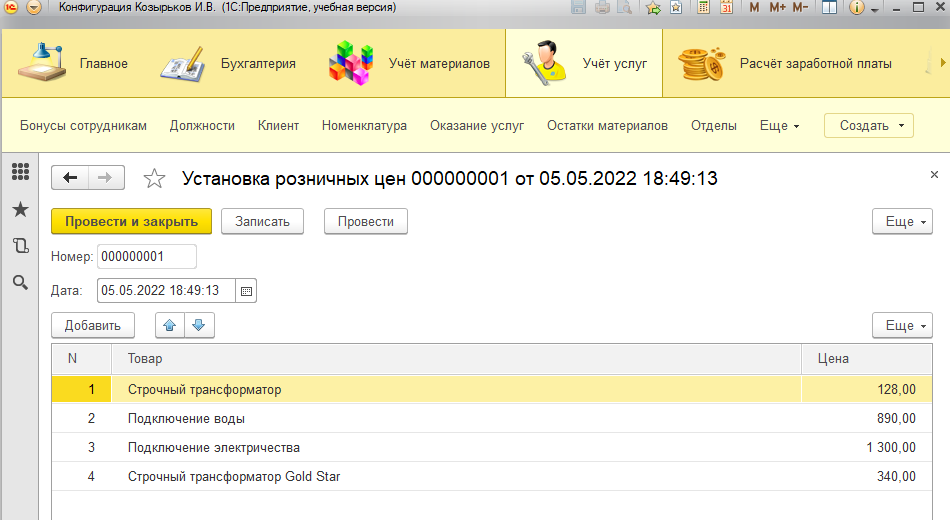 Конфигурация Козырьков И.В. (1С:Предприятие, учебная версия)
M M+ M-
Главное Бухгалтерия Учёт материалов Учёт услуг Расчёт заработной платы
Бонусы сотрудникам Должности Клиент Номенклатура Оказание услуг Остатки материалов Отделы Еще Создать
Установка розничных цен 000000001 от 05.05.2022 18:49:13
Провести и закрыть Записать Провести Еще
Номер: 000000001
Дата: 05.05.2022 18:49:13
Добавить Еще
N Товар Цена
1 Строчный трансформатор 128,00
2 Подключение воды 890,00
3 Подключение электричества 1 300,00
4 Строчный трансформатор Gold Star 340,00